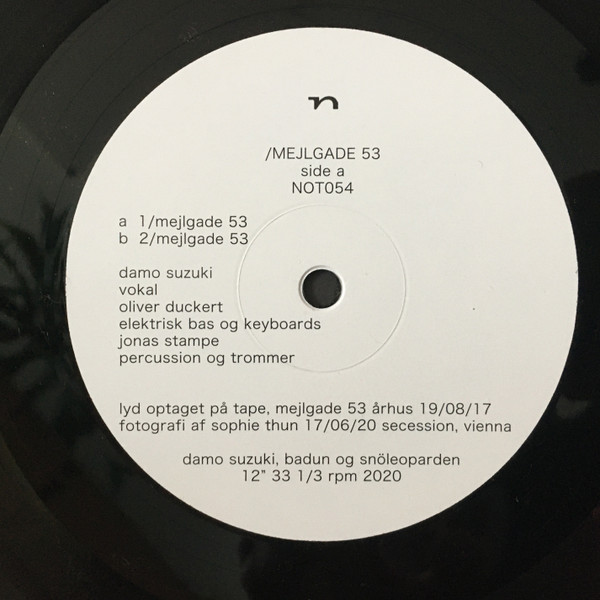 n
/MEJLGADE 53
side a
NOT054
a 1/mejlgade 53
b 2/mejlgade 53
damo suzuki
vokal
oliver duckert
elektrisk bas og keyboards
jonas stampe
percussion og trommer
lyd optaget på tape, mejlgade 53 århus 19/08/17
fotografi af sophie thun 17/06/20 secession, vienna
damo suzuki, badun og snöleoparden
12" 33 1/3 rpm 2020